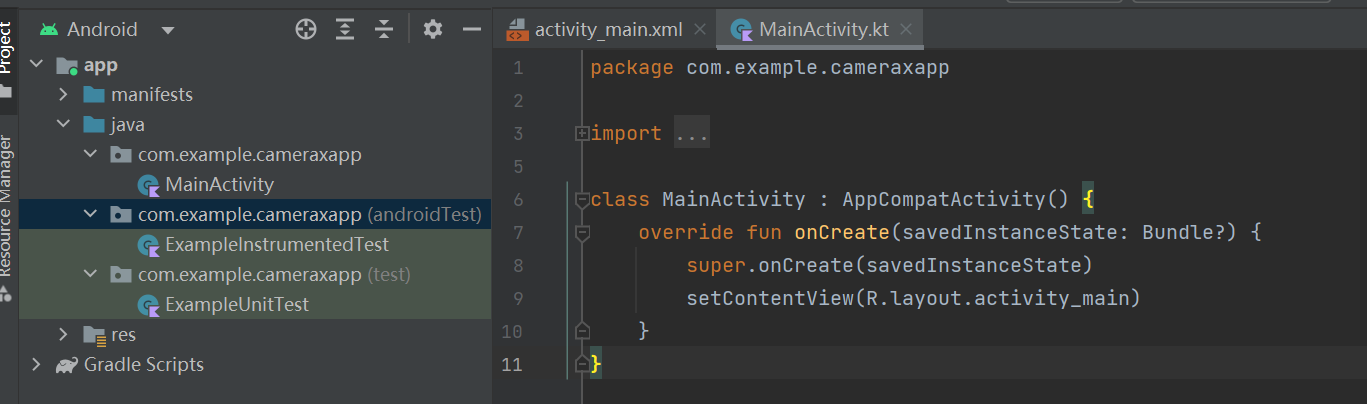 Project
Resource Manager
Android
app
manifests
java
com.example.cameraxapp
MainActivity
com.example.cameraxapp (androidTest)
ExampleInstrumentedTest
com.example.cameraxapp (test)
ExampleUnitTest
res
Gradle Scripts
activity_main.xml
MainActivity.kt
1 package com.example.cameraxapp
2
3 import ...
5
6 class MainActivity : AppCompatActivity() {
7 override fun onCreate(savedInstanceState: Bundle?) {
8 super.onCreate(savedInstanceState)
9 setContentView(R.layout.activity_main)
10 }
11 }